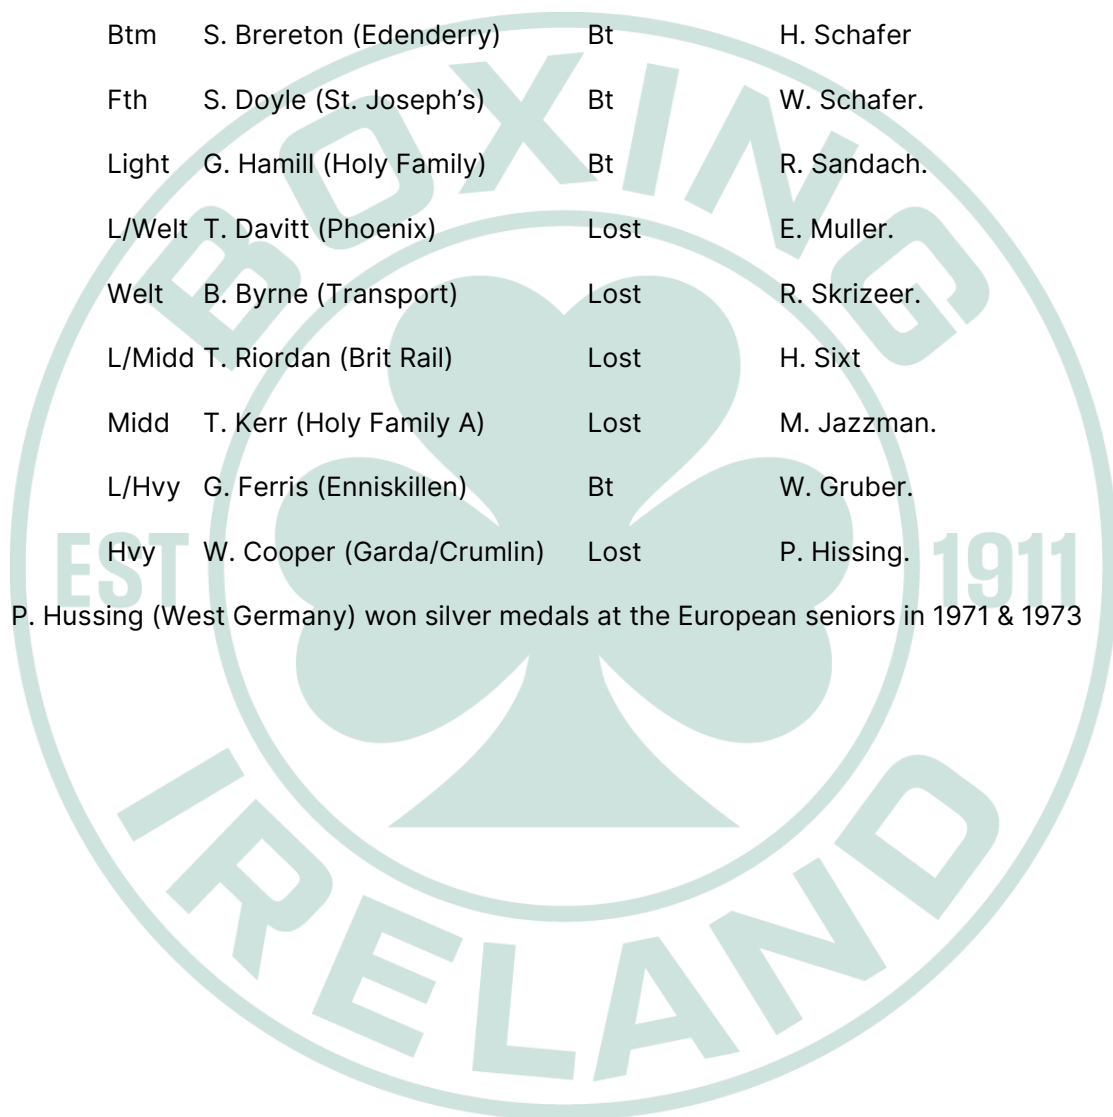 Btm S. Brereton (Edenderry) Bt H. Schafer
Fth S. Doyle (St. Joseph’s) Bt W. Schafer.
Light G. Hamill (Holy Family) Bt R. Sandach.
L/Welt T. Davitt (Phoenix) Lost E. Muller.
Welt B. Byrne (Transport) Lost R. Skrizeer.
L/Midd T. Riordan (Brit Rail) Lost H. Sixt
Midd T. Kerr (Holy Family A) Lost M. Jazzman.
L/Hvy G. Ferris (Enniskillen) Bt W. Gruber.
Hvy W. Cooper (Garda/Crumlin) Lost P. Hissing.
P. Hussing (West Germany) won silver medals at the European seniors in 1971 & 1973
BOXING
EST 1911
IRELAND